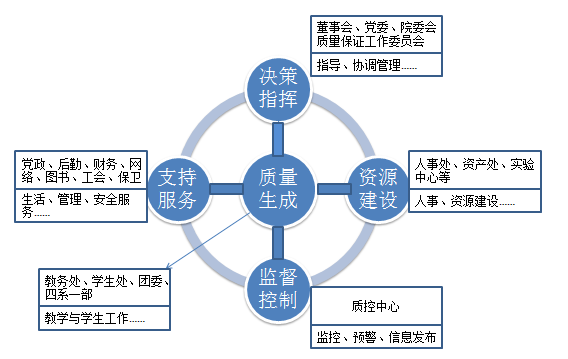 董事会、党委、院委会
质量保证工作委员会
指导、协调管理......
决策
指挥
党政、后勤、财务、网
络、图书、工会、保卫
生活、管理、安全服
务......
支持
服务
质量
生成
资源
建设
人事处、资产处、实验
中心等
人事、资源建设......
监督
控制
教务处、学生处、团委、
四系一部
教学与学生工作......
质控中心
监控、预警、信息发布